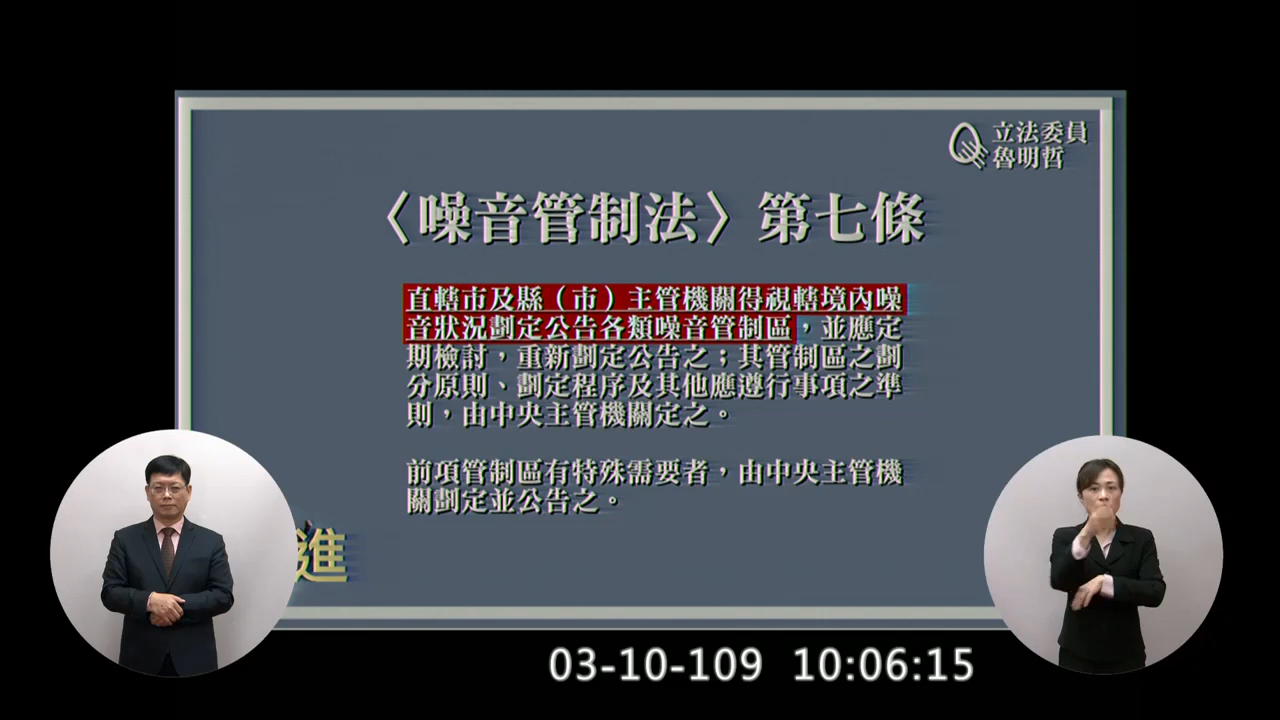 立法委員
魯明哲
〈噪音管制法〉第七條
直轄市及縣（市）主管機關得視轄境內噪
音狀況劃定公告各類噪音管制區，並應定
期檢討，重新劃定公告之；其管制區之劃
分原則、劃定程序及其他應遵行事項之準
則，由中央主管機關定之。
前項管制區有特殊需要者，由中央主管機
關劃定並公告之。
進
03-10-109 10:06:15